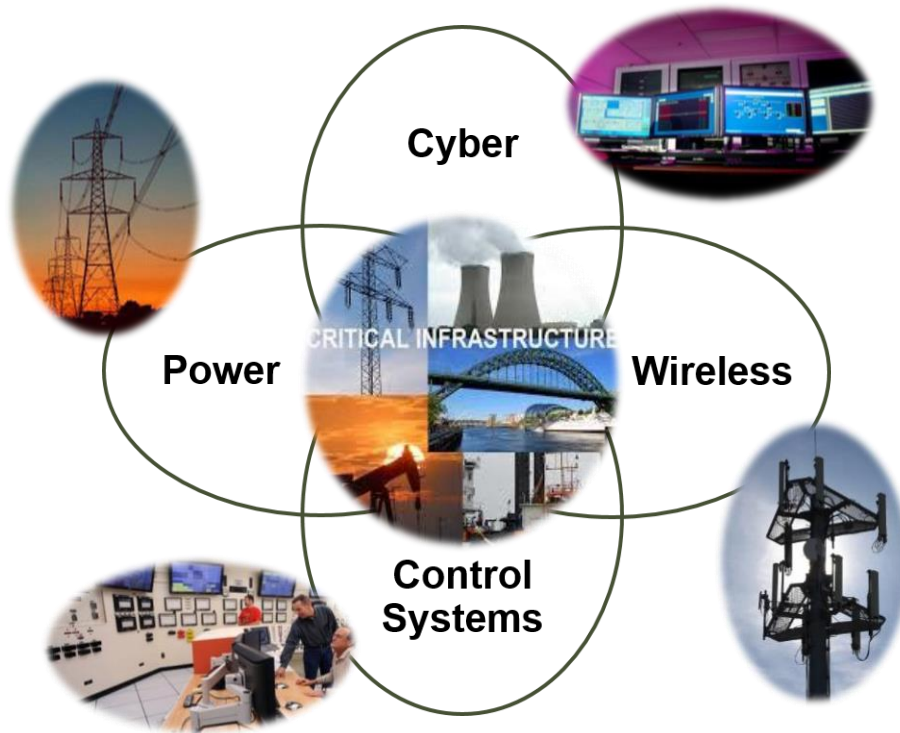 Cyber
CRITICAL INFRASTRUCTURE
Power
Wireless
Control
Systems